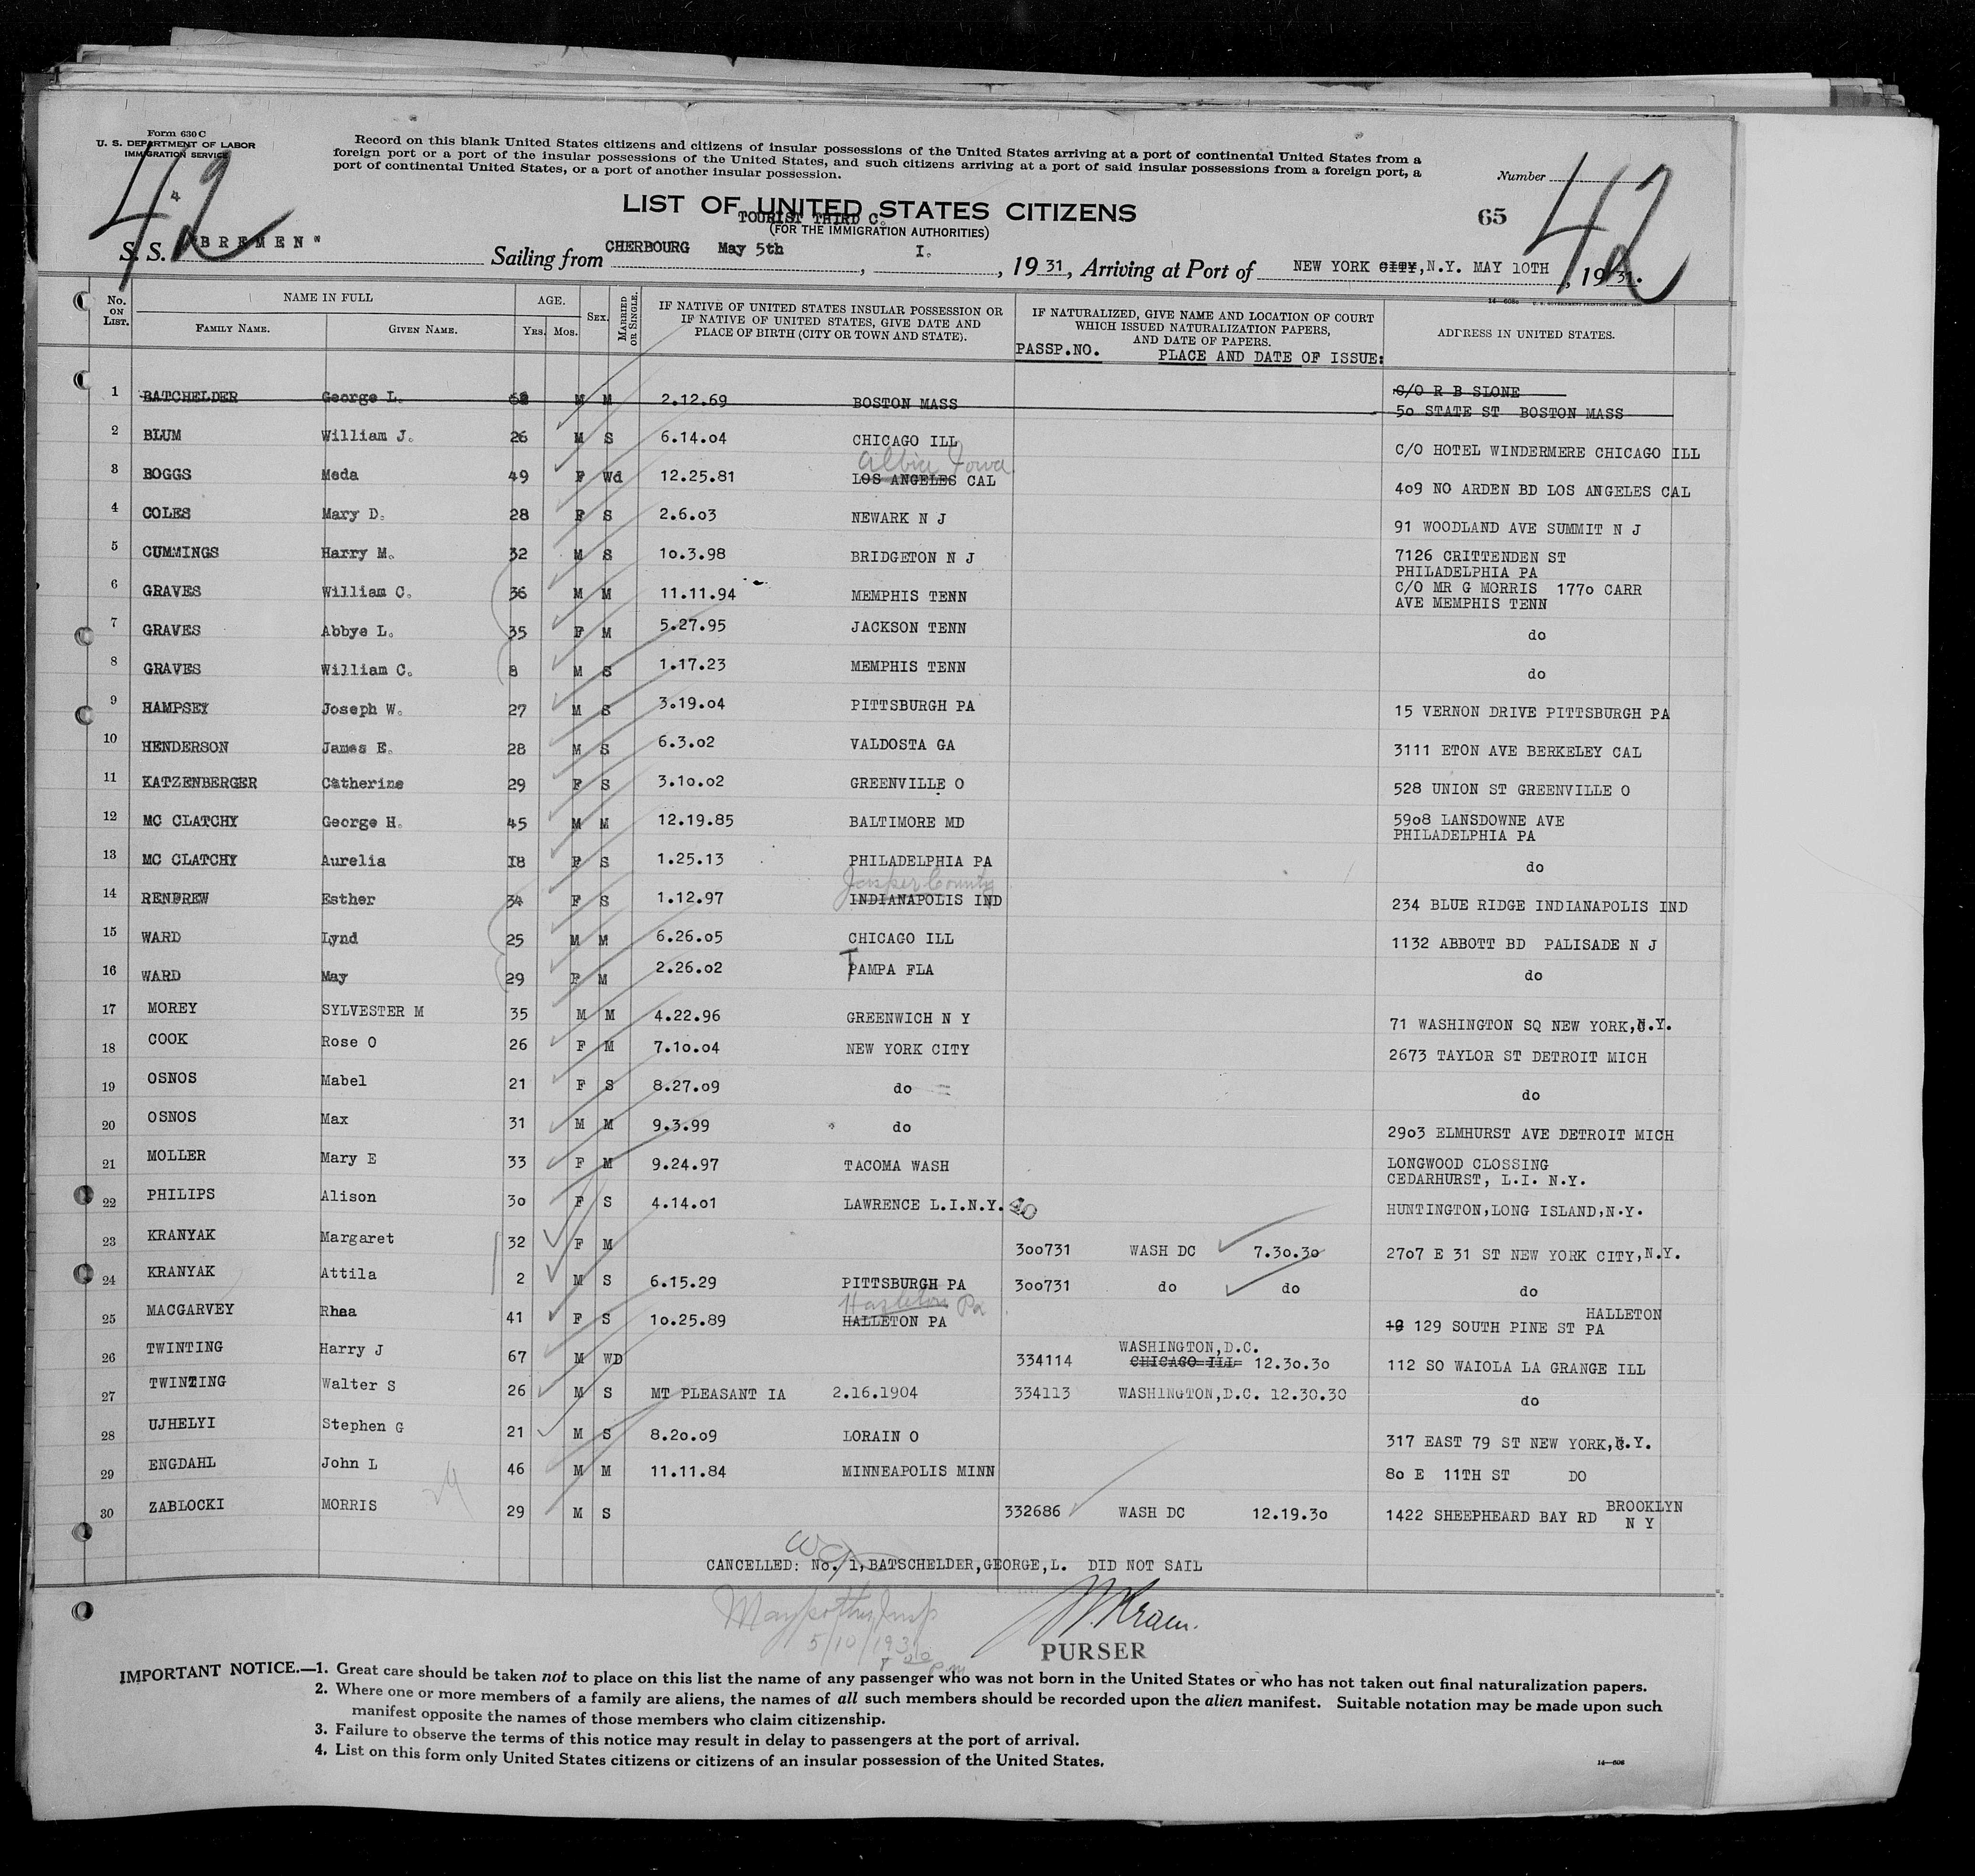 Form 630 C
U. S. DEPARTMENT OF LABOR
IMMIGRATION SERVICE
42
4
Record on this blank United States citizens and citizens of insular possessions of the United States arriving at a port of continental United States from a
foreign port or a port of the insular possessions of the United States, and such citizens arriving at a port of said insular possessions from a foreign port, a
port of continental United States, or a port of another insular possession.
Number
42
LIST OF UNITED STATES CITIZENS
TOURIST THIRD C.
(FOR THE IMMIGRATION AUTHORITIES)
65
S. S. "BREMEN" Sailing from CHERBOURG May 5th, I., 1931, Arriving at Port of NEW YORK CITY, N.Y. MAY 10TH, 1931.
14—608a U. S. GOVERNMENT PRINTING OFFICE: 1930
No. ON LIST. NAME IN FULL AGE. SEX. MARRIED OR SINGLE. IF NATIVE OF UNITED STATES INSULAR POSSESSION OR IF NATIVE OF UNITED STATES, GIVE DATE AND PLACE OF BIRTH (CITY OR TOWN AND STATE). IF NATURALIZED, GIVE NAME AND LOCATION OF COURT WHICH ISSUED NATURALIZATION PAPERS, AND DATE OF PAPERS. ADDRESS IN UNITED STATES.
FAMILY NAME. GIVEN NAME. YRS. MOS. PASSP.NO. PLACE AND DATE OF ISSUE:
1 BATCHELDER George L. 62 M M 2.12.69 BOSTON MASS C/O R B SLONE
50 STATE ST BOSTON MASS
2 BLUM William J. 26 M S 6.14.04 CHICAGO ILL C/O HOTEL WINDERMERE CHICAGO ILL
Albia Iowa
3 BOGGS Meda 49 F Wd 12.25.81 LOS ANGELES CAL 409 NO ARDEN BD LOS ANGELES CAL
4 COLES Mary D. 28 F S 2.6.03 NEWARK N J 91 WOODLAND AVE SUMMIT N J
5 CUMMINGS Harry M. 32 M S 10.3.98 BRIDGETON N J 7126 CRITTENDEN ST
PHILADELPHIA PA
6 GRAVES William C. 36 M M 11.11.94 MEMPHIS TENN C/O MR G MORRIS 1770 CARR
AVE MEMPHIS TENN
7 GRAVES Abbye L. 35 F M 5.27.95 JACKSON TENN do
8 GRAVES William C. 8 M S 1.17.23 MEMPHIS TENN do
9 HAMPSEY Joseph W. 27 M S 3.19.04 PITTSBURGH PA 15 VERNON DRIVE PITTSBURGH PA
10 HENDERSON James E. 28 M S 6.3.02 VALDOSTA GA 3111 ETON AVE BERKELEY CAL
11 KATZENBERGER Catherine 29 F S 3.10.02 GREENVILLE O 528 UNION ST GREENVILLE O
12 MC CLATCHY George H. 45 M M 12.19.85 BALTIMORE MD 5908 LANSDOWNE AVE
PHILADELPHIA PA
13 MC CLATCHY Aurelia 18 F S 1.25.13 PHILADELPHIA PA do
Jasper County
14 RENFREW Esther 34 F S 1.12.97 INDIANAPOLIS IND 234 BLUE RIDGE INDIANAPOLIS IND
15 WARD Lynd 25 M M 6.26.05 CHICAGO ILL 1132 ABBOTT BD PALISADE N J
16 WARD May 29 F M 2.26.02 TAMPA FLA do
17 MOREY SYLVESTER M 35 M M 4.22.96 GREENWICH N Y 71 WASHINGTON SQ NEW YORK, N.Y.
18 COOK Rose O 26 F M 7.10.04 NEW YORK CITY 2673 TAYLOR ST DETROIT MICH
19 OSNOS Mabel 21 F S 8.27.09 do do
20 OSNOS Max 31 M M 9.3.99 do 2903 ELMHURST AVE DETROIT MICH
21 MOLLER Mary E 33 F M 9.24.97 TACOMA WASH LONGWOOD CLOSSING
CEDARHURST, L.I. N.Y.
22 PHILIPS Alison 30 F S 4.14.01 LAWRENCE L.I.N.Y. HUNTINGTON, LONG ISLAND, N.Y.
23 KRANYAK Margaret 32 F M 300731 WASH DC 7.30.30 2707 E 31 ST NEW YORK CITY, N.Y.
24 KRANYAK Attila 2 M S 6.15.29 PITTSBURGH PA 300731 do do do
Hazleton Pa
25 MACGARVEY Rhaa 41 F S 10.25.89 HALLETON PA 129 SOUTH PINE ST HALLETON PA
26 TWINTING Harry J 67 M WD 334114 WASHINGTON, D.C. CHICAGO ILL 12.30.30 112 SO WAIOLA LA GRANGE ILL
27 TWINTING Walter S 26 M S MT PLEASANT IA 2.16.1904 334113 WASHINGTON, D.C. 12.30.30 do
28 UJHELYI Stephen G 21 M S 8.20.09 LORAIN O 317 EAST 79 ST NEW YORK, N.Y.
29 ENGDAHL John L 46 M M 11.11.84 MINNEAPOLIS MINN 80 E 11TH ST DO
30 ZABLOCKI MORRIS 29 M S 332686 WASH DC 12.19.30 1422 SHEEPHEARD BAY RD BROOKLYN N Y
CANCELLED: No. 1, BATSCHELDER, GEORGE, L. DID NOT SAIL
5/10/1931
PURSER
IMPORTANT NOTICE.—1. Great care should be taken not to place on this list the name of any passenger who was not born in the United States or who has not taken out final naturalization papers.
2. Where one or more members of a family are aliens, the names of all such members should be recorded upon the alien manifest. Suitable notation may be made upon such
manifest opposite the names of those members who claim citizenship.
3. Failure to observe the terms of this notice may result in delay to passengers at the port of arrival.
4. List on this form only United States citizens or citizens of an insular possession of the United States.
14—608